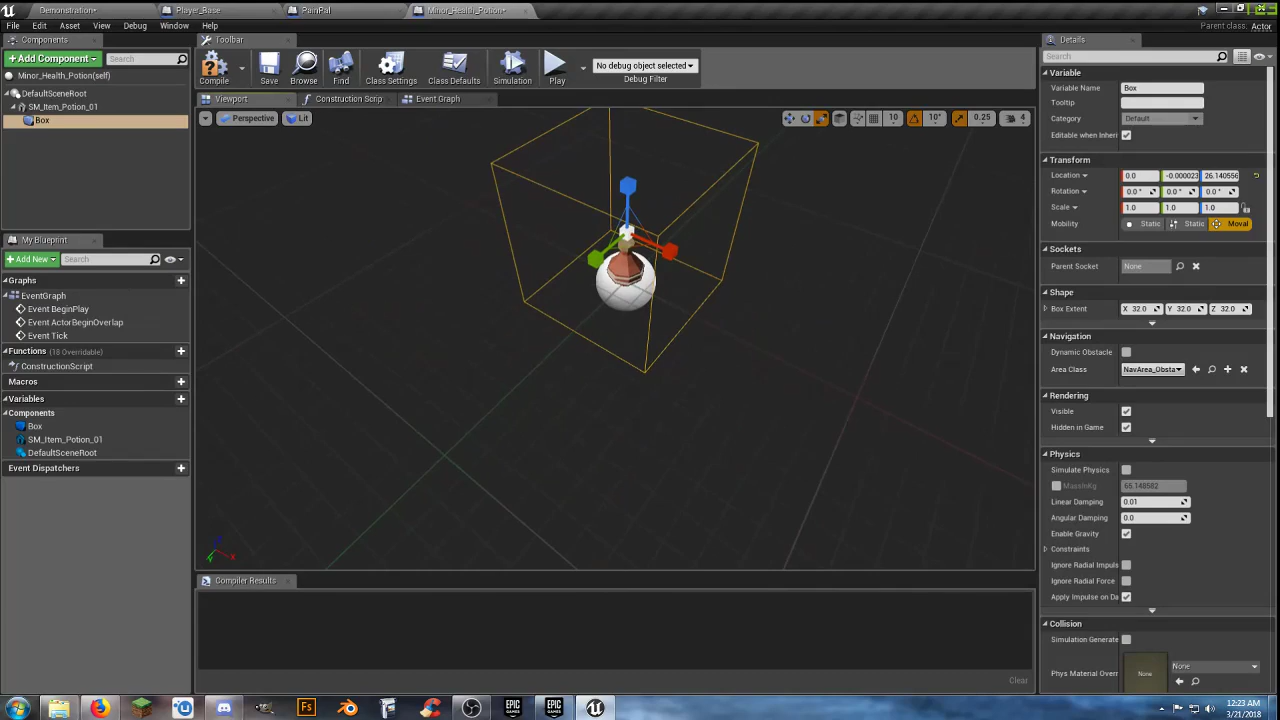 Demonstration*
Player_Base
PainPal
Minor_Health_Potion*
File Edit Asset View Debug Window Help
Parent class: Actor
Components
+ Add Component
Search
Minor_Health_Potion(self)
DefaultSceneRoot
SM_Item_Potion_01
Box
My Blueprint
+ Add New
Search
Graphs
EventGraph
Event BeginPlay
Event ActorBeginOverlap
Event Tick
Functions (18 Overridable)
ConstructionScript
Macros
Variables
Components
Box
SM_Item_Potion_01
DefaultSceneRoot
Event Dispatchers
Toolbar
Compile
Save
Browse
Find
Class Settings
Class Defaults
Simulation
Play
No debug object selected
Debug Filter
Viewport
Construction Scrip
Event Graph
Perspective
Lit
10
10°
0.25
4
Compiler Results
Clear
Details
Search
Variable
Variable Name Box
Tooltip
Category Default
Editable when Inheri
Transform
Location 0.0 -0.000023 26.140556
Rotation 0.0 ° 0.0 ° 0.0 °
Scale 1.0 1.0 1.0
Mobility Static Static Moval
Sockets
Parent Socket None
Shape
Box Extent X 32.0 Y 32.0 Z 32.0
Navigation
Dynamic Obstacle
Area Class NavArea_Obsta
Rendering
Visible
Hidden in Game
Physics
Simulate Physics
MassInKg 65.148582
Linear Damping 0.01
Angular Damping 0.0
Enable Gravity
Constraints
Ignore Radial Impuls
Ignore Radial Force
Apply Impulse on Da
Collision
Simulation Generate
Phys Material Overr
None
None
12:23 AM
3/21/2018